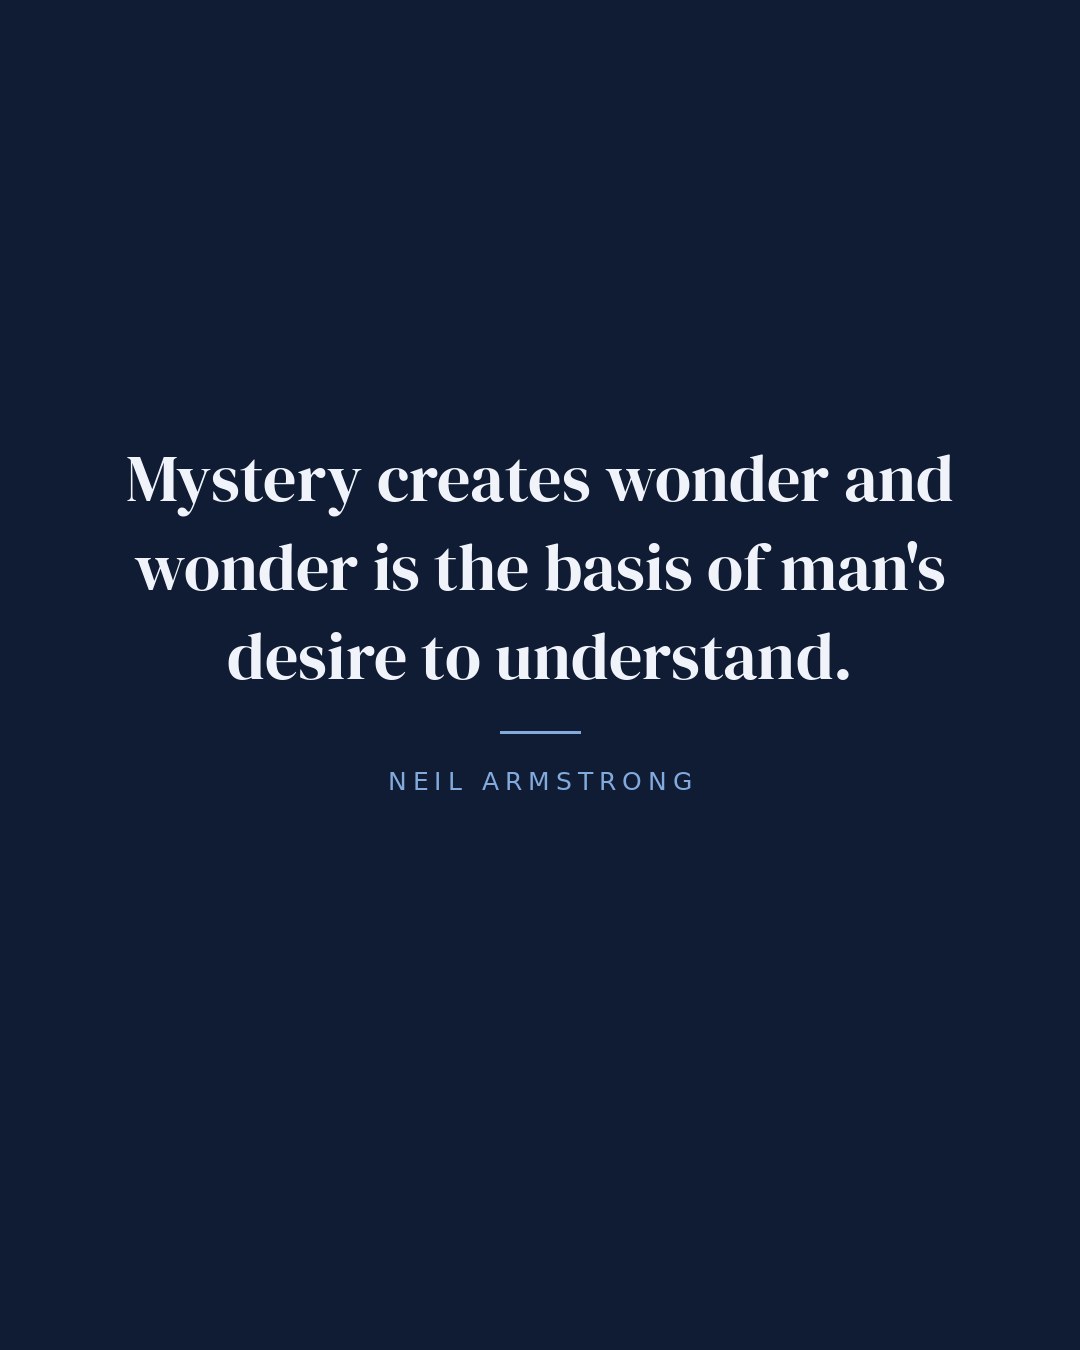 Mystery creates wonder and
wonder is the basis of man's
desire to understand.
NEIL ARMSTRONG